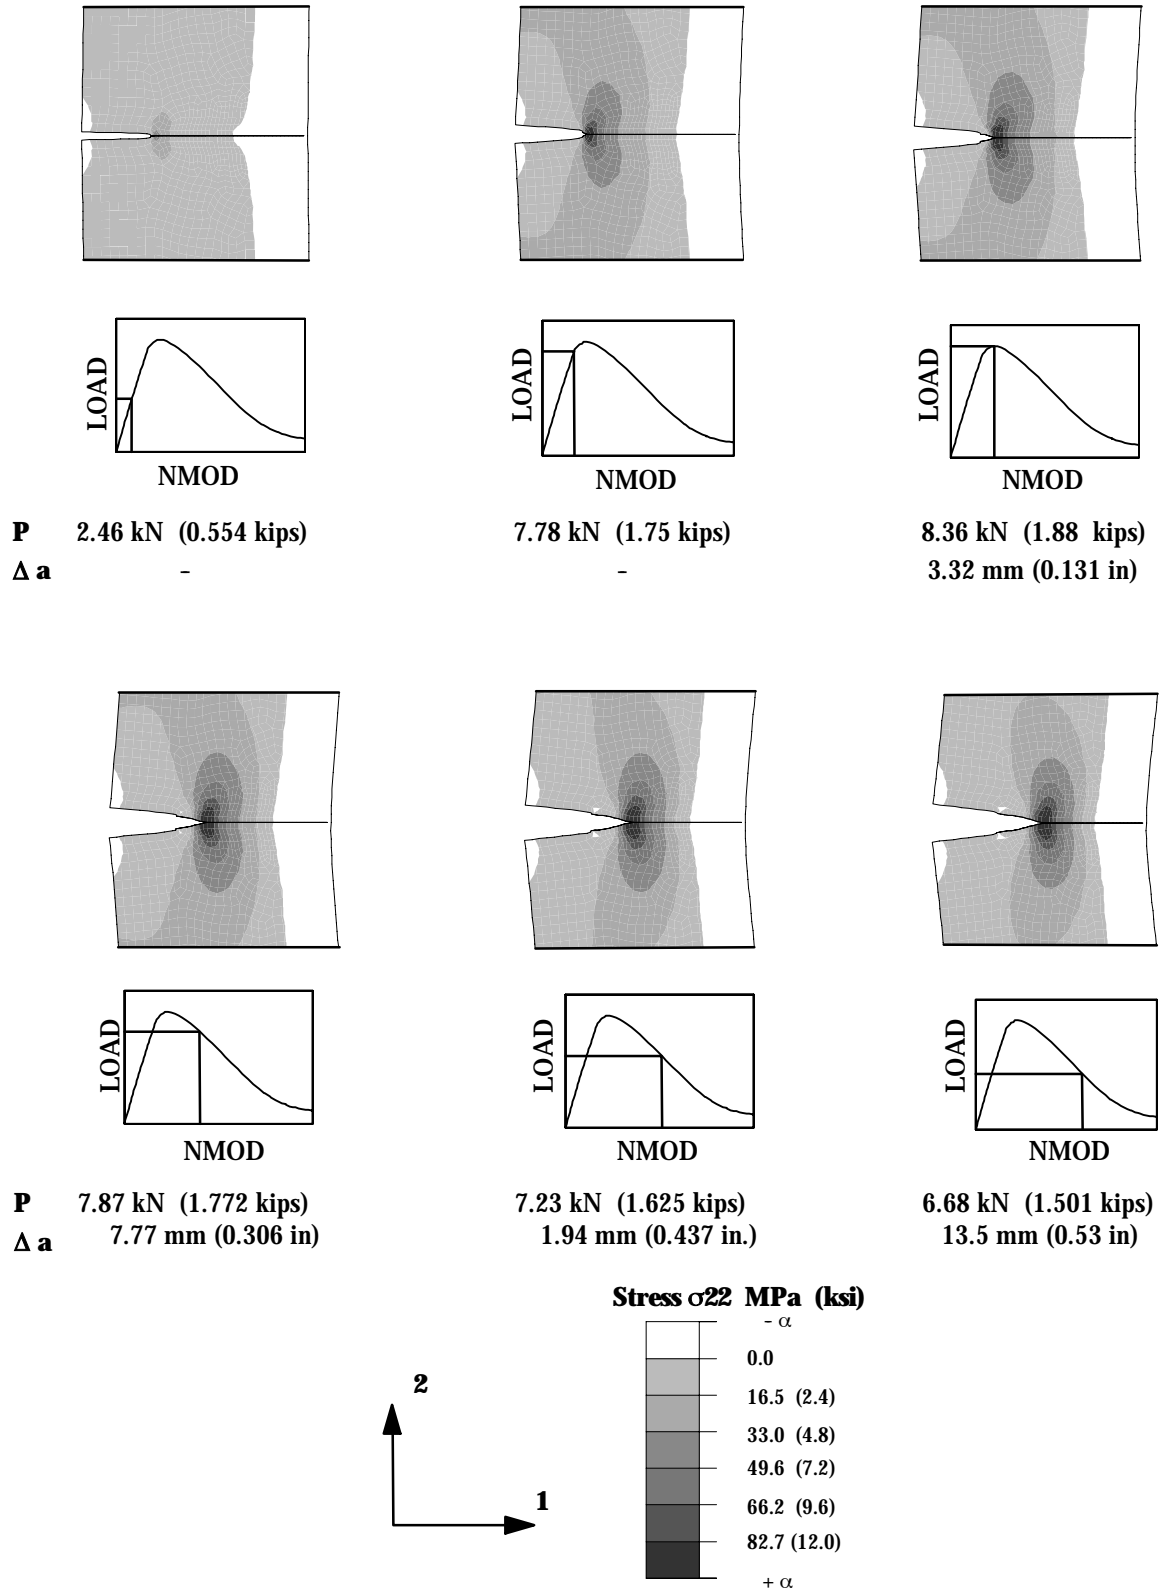 LOAD
NMOD
LOAD
NMOD
LOAD
NMOD
P 2.46 kN (0.554 kips) 7.78 kN (1.75 kips) 8.36 kN (1.88 kips)
Δ a - - 3.32 mm (0.131 in)
LOAD
NMOD
LOAD
NMOD
LOAD
NMOD
P 7.87 kN (1.772 kips) 7.23 kN (1.625 kips) 6.68 kN (1.501 kips)
Δ a 7.77 mm (0.306 in) 1.94 mm (0.437 in.) 13.5 mm (0.53 in)
Stress σ22 MPa (ksi)
- α
0.0
16.5 (2.4)
33.0 (4.8)
49.6 (7.2)
66.2 (9.6)
82.7 (12.0)
+ α
2
1